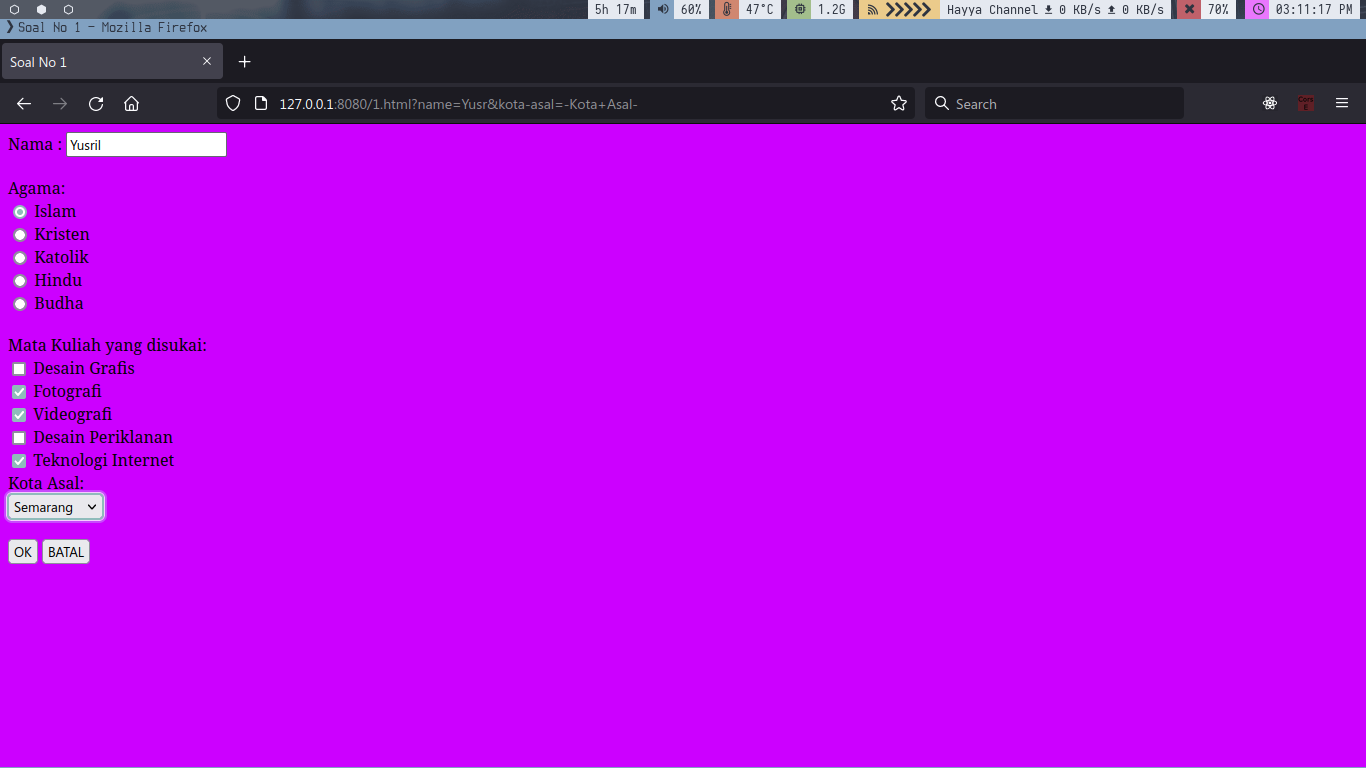 5h 17m 60% 47°C 1.2G Hayya Channel 0 KB/s 0 KB/s 70% 03:11:17 PM
Soal No 1 — Mozilla Firefox
Soal No 1
127.0.0.1:8080/1.html?name=Yusr&kota-asal=-Kota+Asal-
Search
Nama : Yusril
Agama:
Islam
Kristen
Katolik
Hindu
Budha
Mata Kuliah yang disukai:
Desain Grafis
Fotografi
Videografi
Desain Periklanan
Teknologi Internet
Kota Asal:
Semarang
OK BATAL